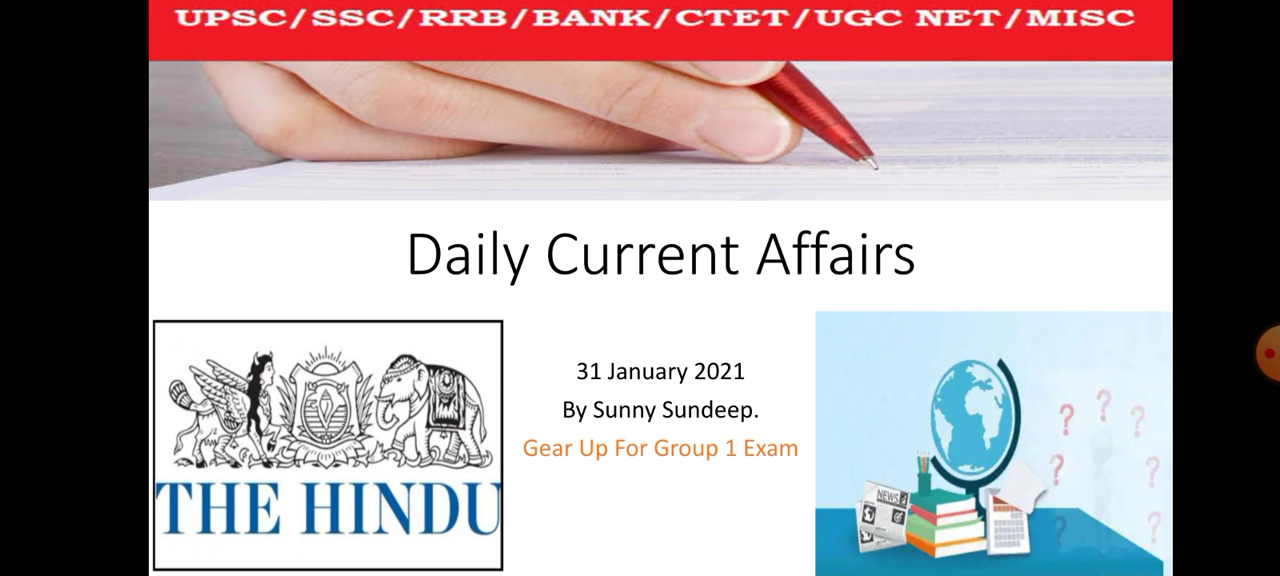 UPSC/SSC/RRB/BANK/CTET/UGC NET/MISC
Daily Current Affairs
THE HINDU
31 January 2021
By Sunny Sundeep.
Gear Up For Group 1 Exam
NEWS